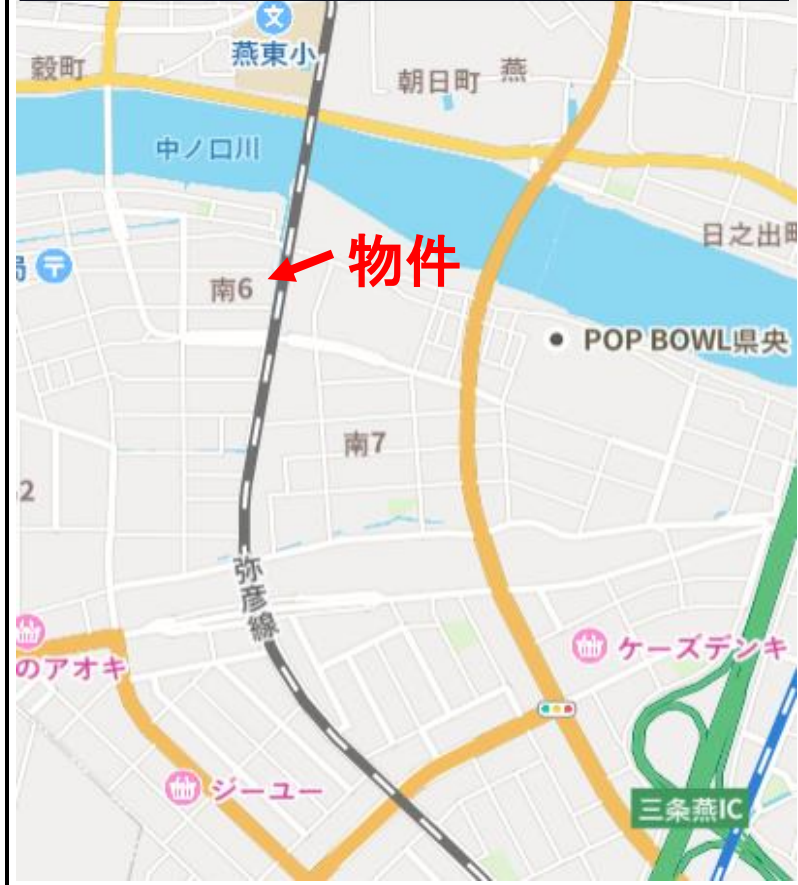 燕東小
穀町
朝日町
燕
中ノ口川
日之出町
局
物件
南6
POP BOWL県央
南7
.2
弥彦線
のアオキ
ケーズデンキ
ジーユー
三条燕IC